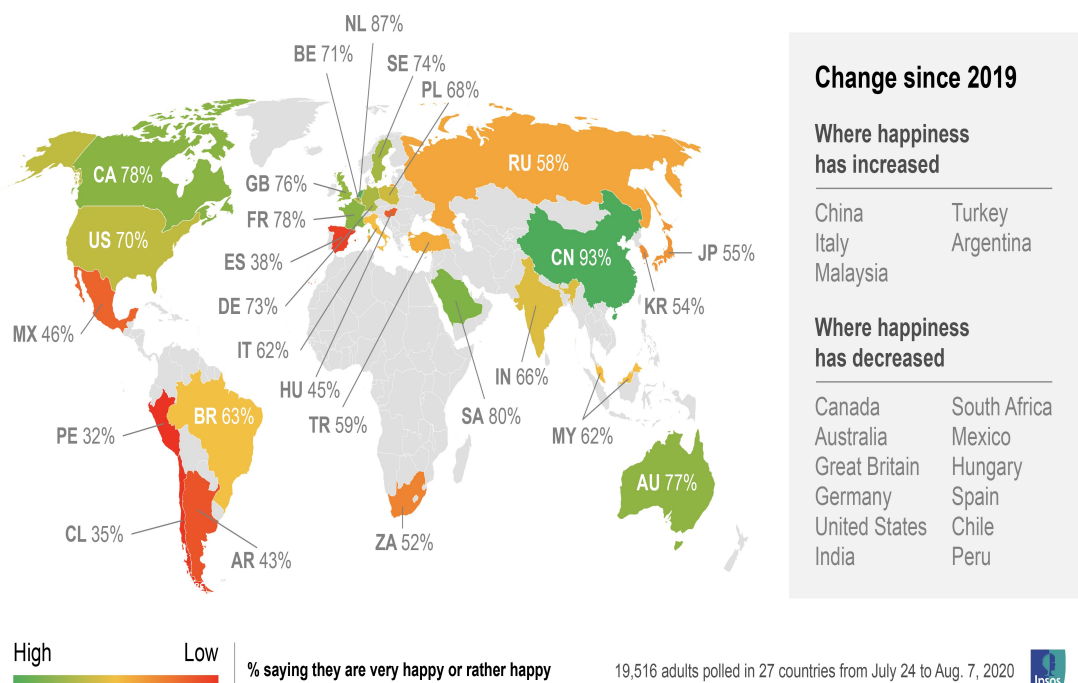 NL 87%
BE 71%
SE 74%
PL 68%
CA 78%
RU 58%
GB 76%
FR 78%
US 70%
ES 38%
CN 93%
JP 55%
DE 73%
KR 54%
MX 46%
IT 62%
HU 45%
IN 66%
TR 59%
SA 80%
BR 63%
PE 32%
MY 62%
AU 77%
CL 35%
ZA 52%
AR 43%
Change since 2019
Where happiness
has increased
China Turkey
Italy Argentina
Malaysia
Where happiness
has decreased
Canada South Africa
Australia Mexico
Great Britain Hungary
Germany Spain
United States Chile
India Peru
High Low
% saying they are very happy or rather happy
19,516 adults polled in 27 countries from July 24 to Aug. 7, 2020
Ipsos